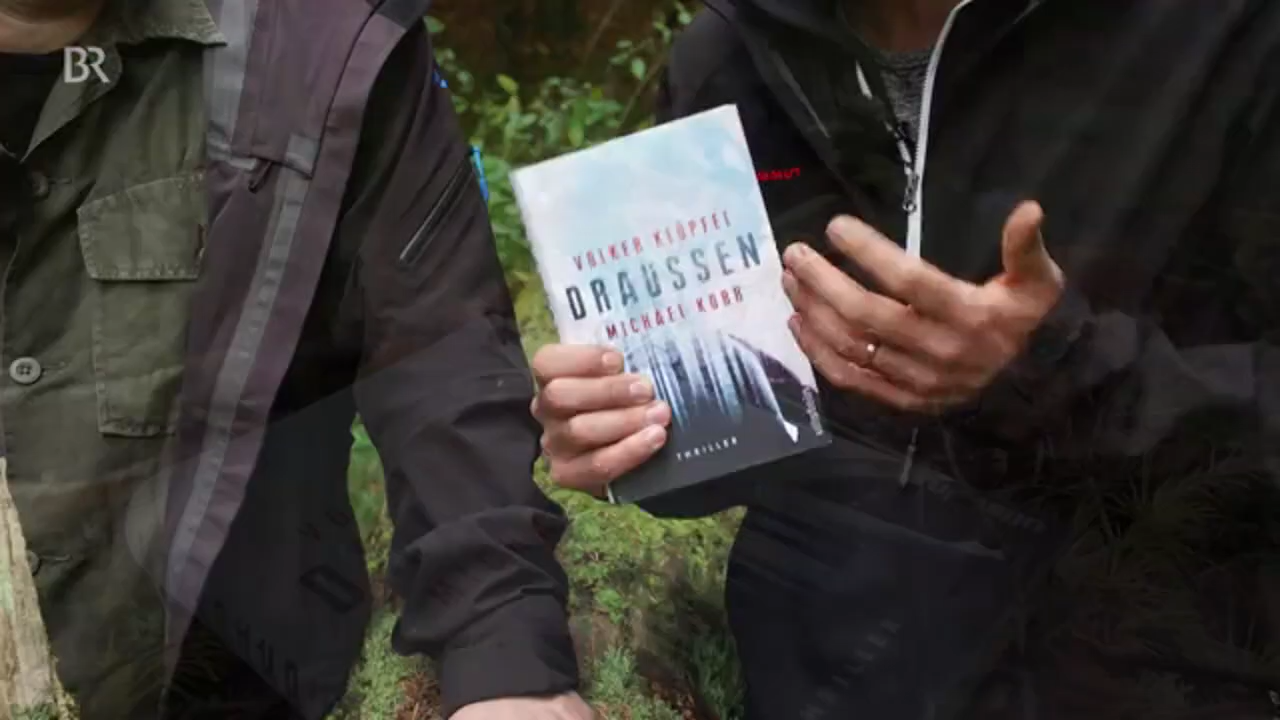 BR
VOLKER KLÜPFEL
DRAUSSEN
MICHAEL KOBR
THRILLER